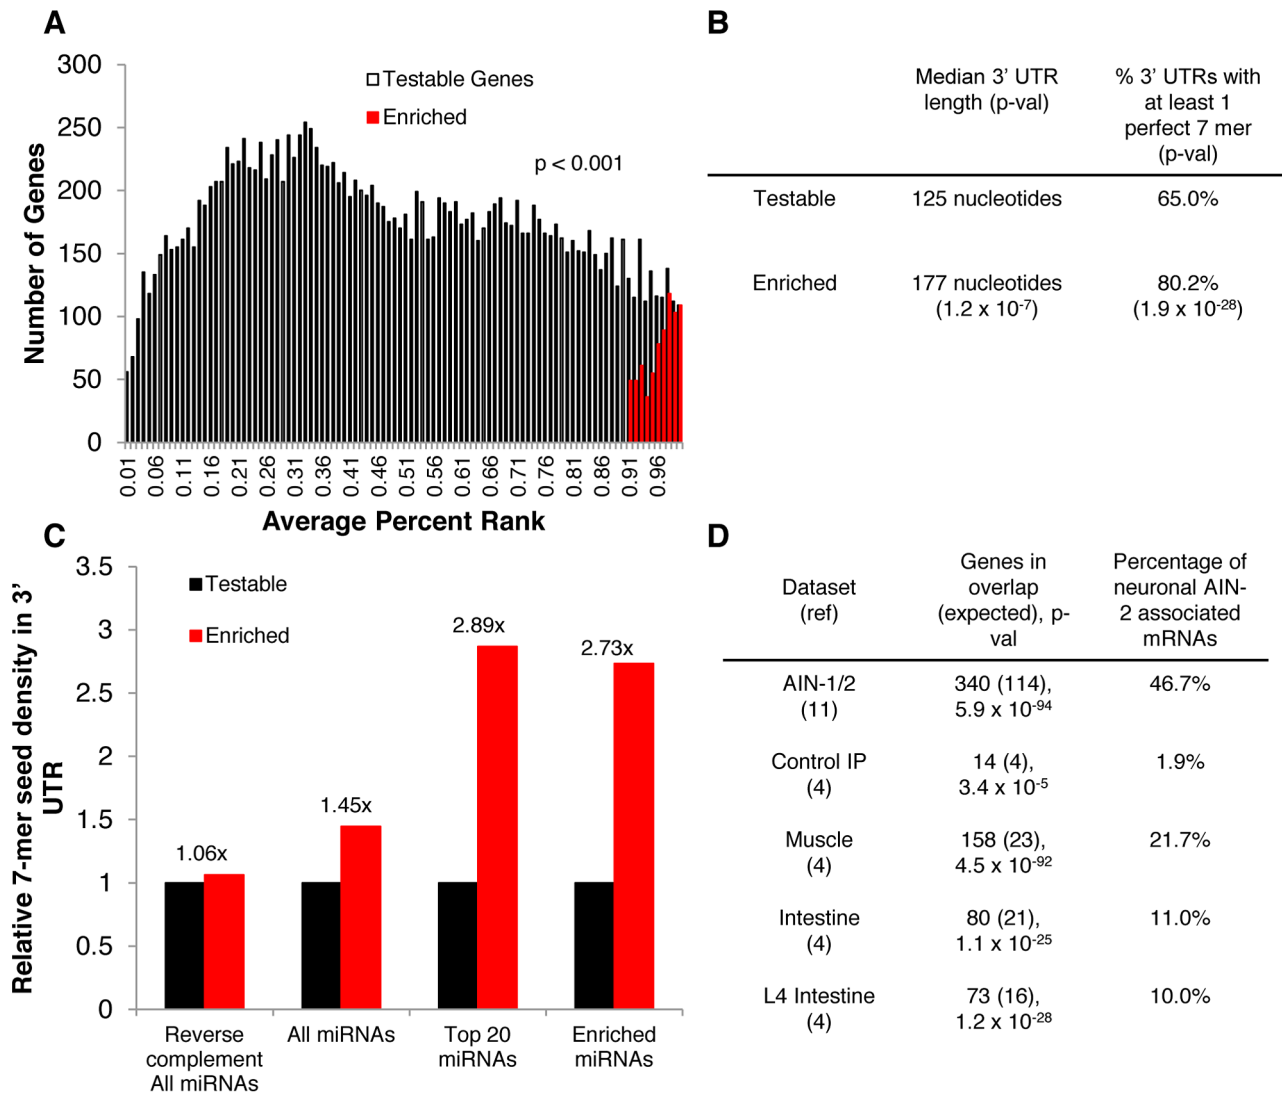 A
300
250
200
150
100
50
0
Number of Genes
Testable Genes
Enriched
p < 0.001
0.01
0.06
0.11
0.16
0.21
0.26
0.31
0.36
0.41
0.46
0.51
0.56
0.61
0.66
0.71
0.76
0.81
0.86
0.91
0.96
Average Percent Rank
B
Median 3’ UTR
length (p-val)
% 3’ UTRs with
at least 1
perfect 7 mer
(p-val)
Testable
125 nucleotides
65.0%
Enriched
177 nucleotides
(1.2 x 10⁻⁷)
80.2%
(1.9 x 10⁻²⁸)
C
3.5
3
2.5
2
1.5
1
0.5
0
Relative 7-mer seed density in 3’
UTR
Testable
Enriched
1.06x
1.45x
2.89x
2.73x
Reverse
complement
All miRNAs
All miRNAs
Top 20
miRNAs
Enriched
miRNAs
D
Dataset
(ref)
Genes in
overlap
(expected), p-
val
Percentage of
neuronal AIN-
2 associated
mRNAs
AIN-1/2
(11)
340 (114),
5.9 x 10⁻⁹⁴
46.7%
Control IP
(4)
14 (4),
3.4 x 10⁻⁵
1.9%
Muscle
(4)
158 (23),
4.5 x 10⁻⁹²
21.7%
Intestine
(4)
80 (21),
1.1 x 10⁻²⁵
11.0%
L4 Intestine
(4)
73 (16),
1.2 x 10⁻²⁸
10.0%